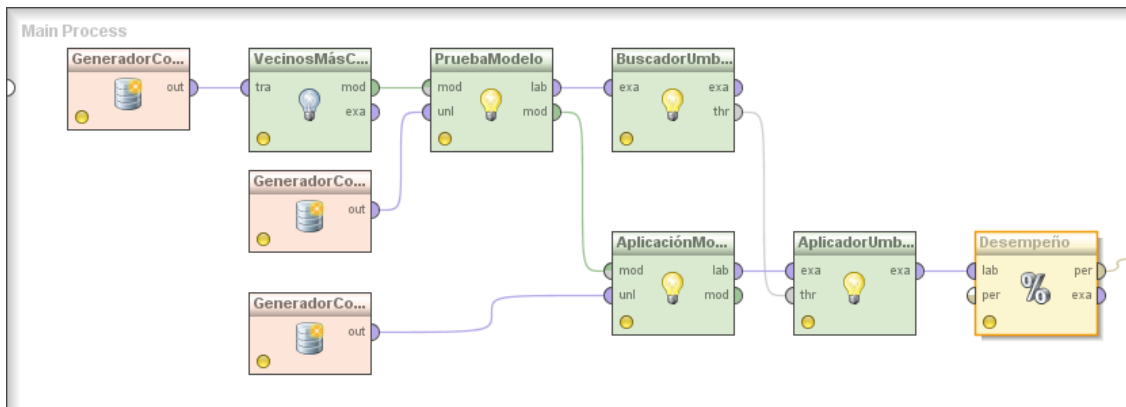 Main Process
GeneradorCo... VecinosMásC... PruebaModelo BuscadorUmb...
out tra mod mod lab exa exa
exa unl mod thr
GeneradorCo...
out
AplicaciónMo... AplicadorUmb... Desempeño
mod lab exa exa lab per
unl mod thr per exa
GeneradorCo...
out
%